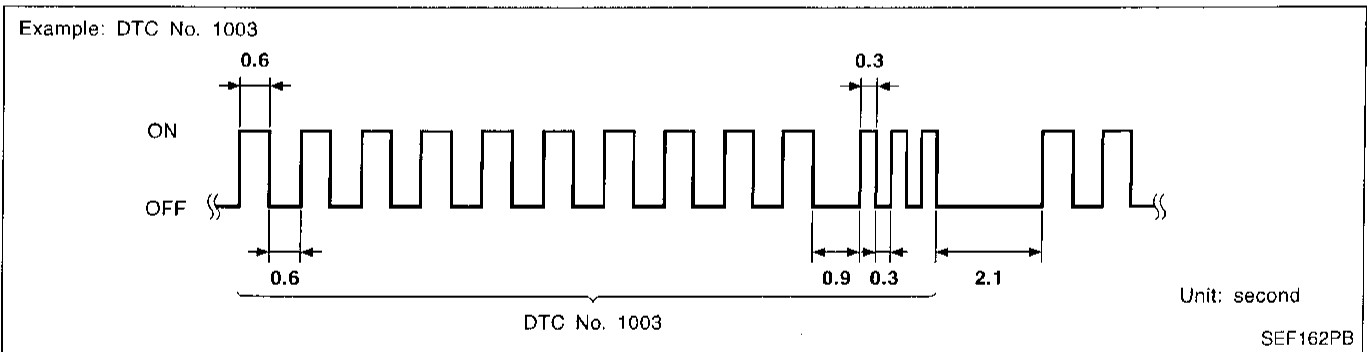 Example: DTC No. 1003
0.6
0.3
ON
OFF
0.6
0.9
0.3
2.1
Unit: second
DTC No. 1003
SEF162PB